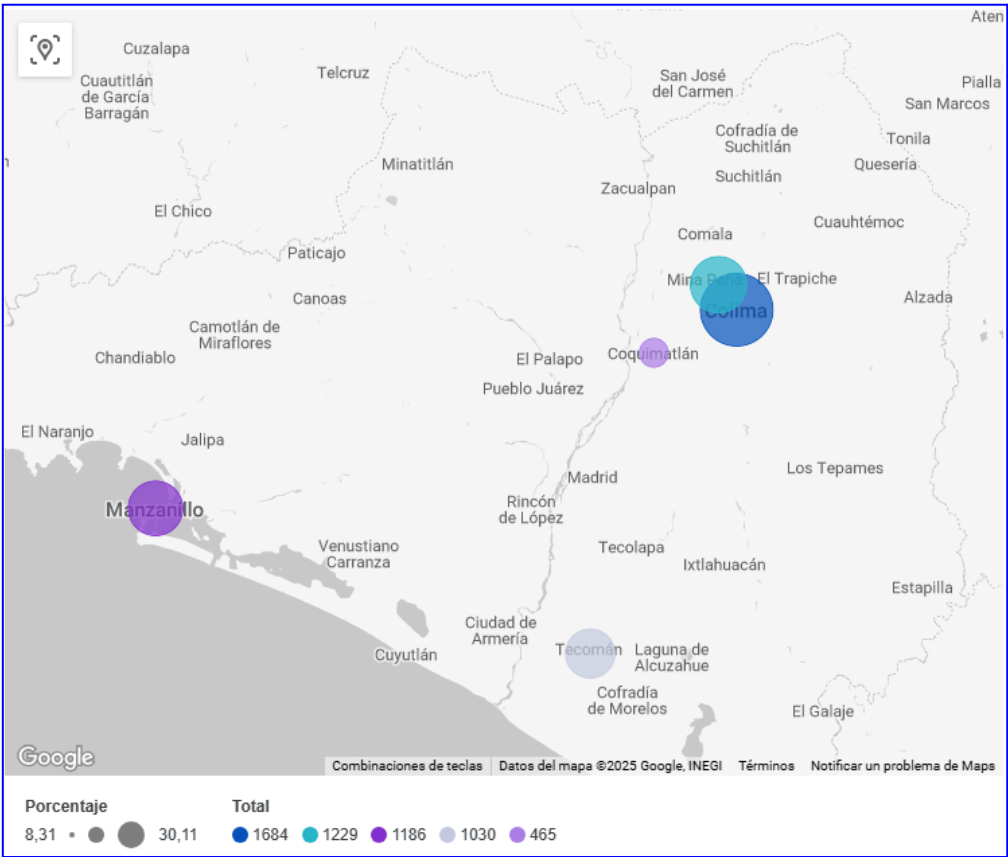 Aten
Cuzalapa
Telcruz
San José
del Carmen
Cuautitlán
de García
Barragán
Pialla
San Marcos
Cofradía de
Suchitlán
Tonila
Minatitlán
Quesería
Suchitlán
Zacualpan
El Chico
Cuauhtémoc
Comala
Paticajo
Mina Peña
El Trapiche
Canoas
Alzada
Colima
Camotlán de
Miraflores
Chandiablo
El Palapo
Coquimatlán
Pueblo Juárez
El Naranjo
Jalipa
Los Tepames
Madrid
Manzanillo
Rincón
de López
Venustiano
Carranza
Tecolapa
Ixtlahuacán
Estapilla
Ciudad de
Armería
Tecomán
Laguna de
Alcuzahue
Cuyutlán
Cofradía
de Morelos
El Galaje
Google
Combinaciones de teclas
Datos del mapa ©2025 Google, INEGI
Términos
Notificar un problema de Maps
Porcentaje
8,31
30,11
Total
1684
1229
1186
1030
465